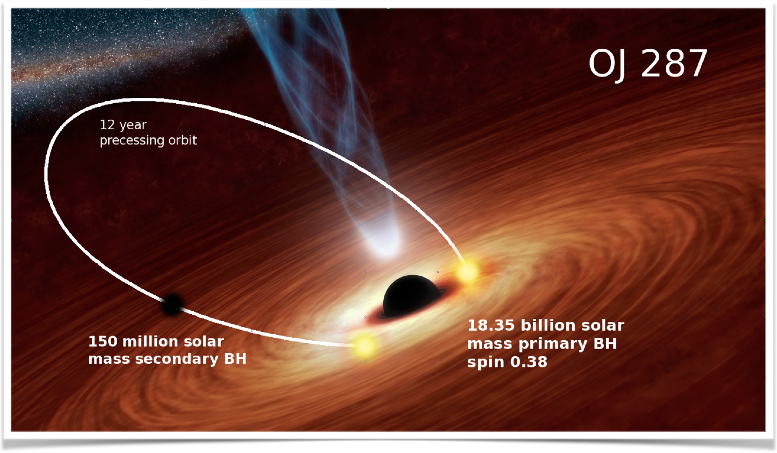 OJ 287
12 year
precessing orbit
150 million solar
mass secondary BH
18.35 billion solar
mass primary BH
spin 0.38